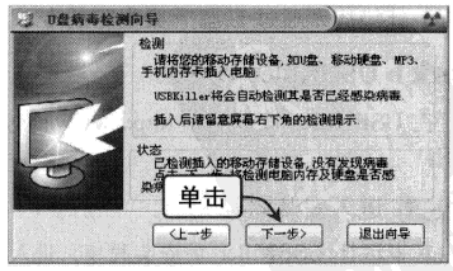 U盘病毒检测向导
检测
请将您的移动存储设备,如U盘、移动硬盘、MP3、
手机内存卡插入电脑
USBKiller将会自动检测其是否已经感染病毒
插入后请留意屏幕右下角的检测提示
状态
已检测插入的移动存储设备,没有发现病毒
将检测电脑内存及硬盘是否感
单击
<上一步
下一步>
退出向导